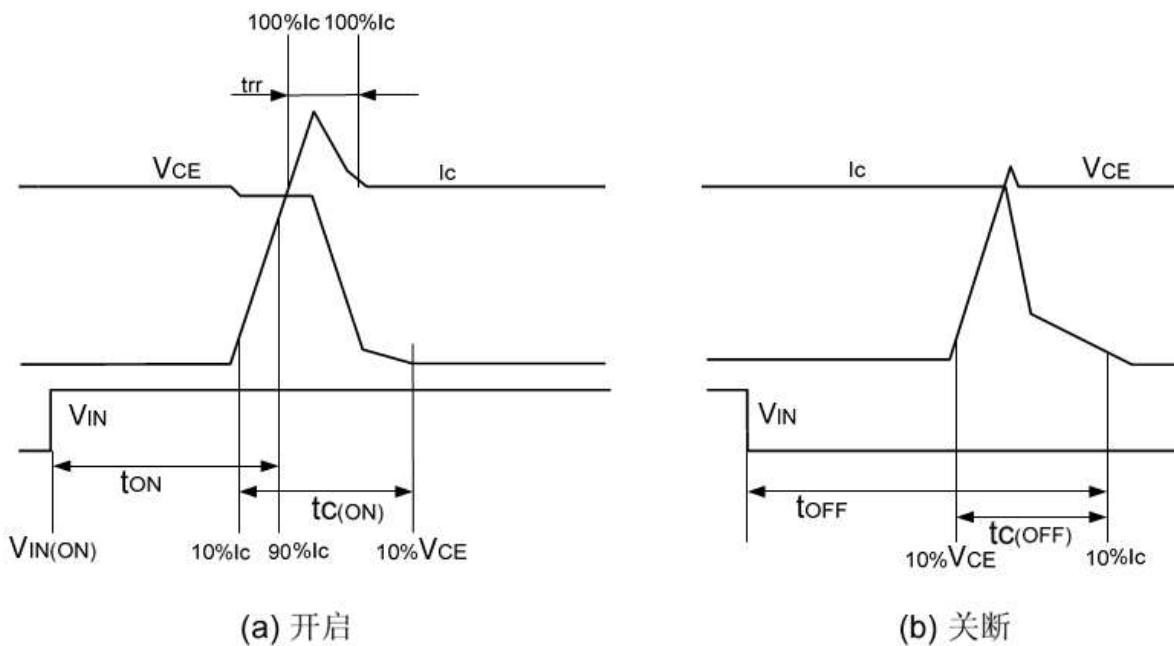 100%Ic 100%Ic
trr
VCE
Ic
VIN
tON
tC(ON)
VIN(ON)
10%Ic
90%Ic
10%VCE
(a) 开启
Ic
VCE
VIN
tOFF
tC(OFF)
10%VCE
10%Ic
(b) 关断